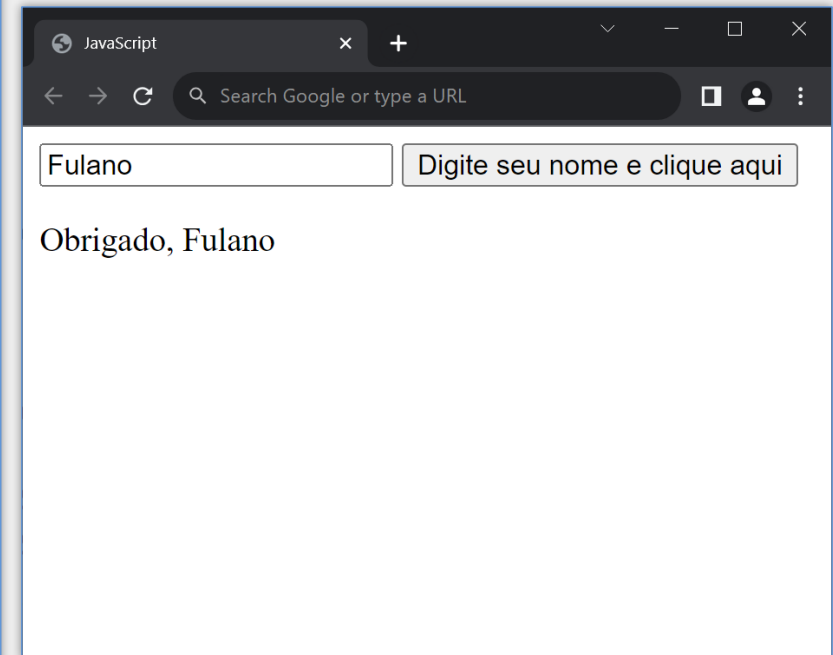 JavaScript
Search Google or type a URL
Fulano Digite seu nome e clique aqui
Obrigado, Fulano